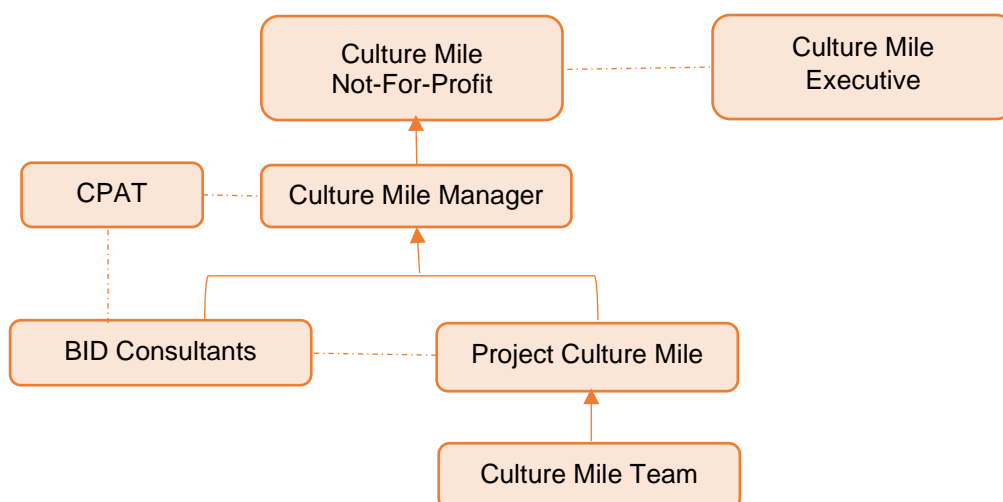 Culture Mile
Not-For-Profit
Culture Mile
Executive
CPAT
Culture Mile Manager
BID Consultants
Project Culture Mile
Culture Mile Team